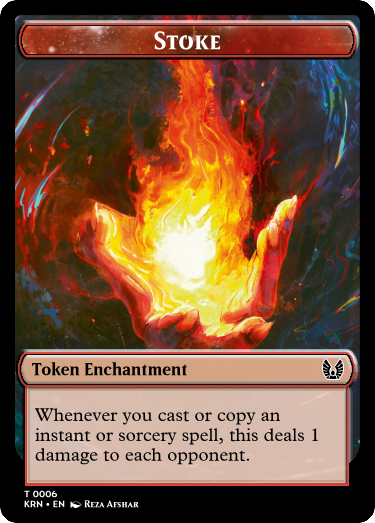 Stoke
Token Enchantment
Whenever you cast or copy an
instant or sorcery spell, this deals 1
damage to each opponent.
T 0006
KRN • EN Reza Afshar